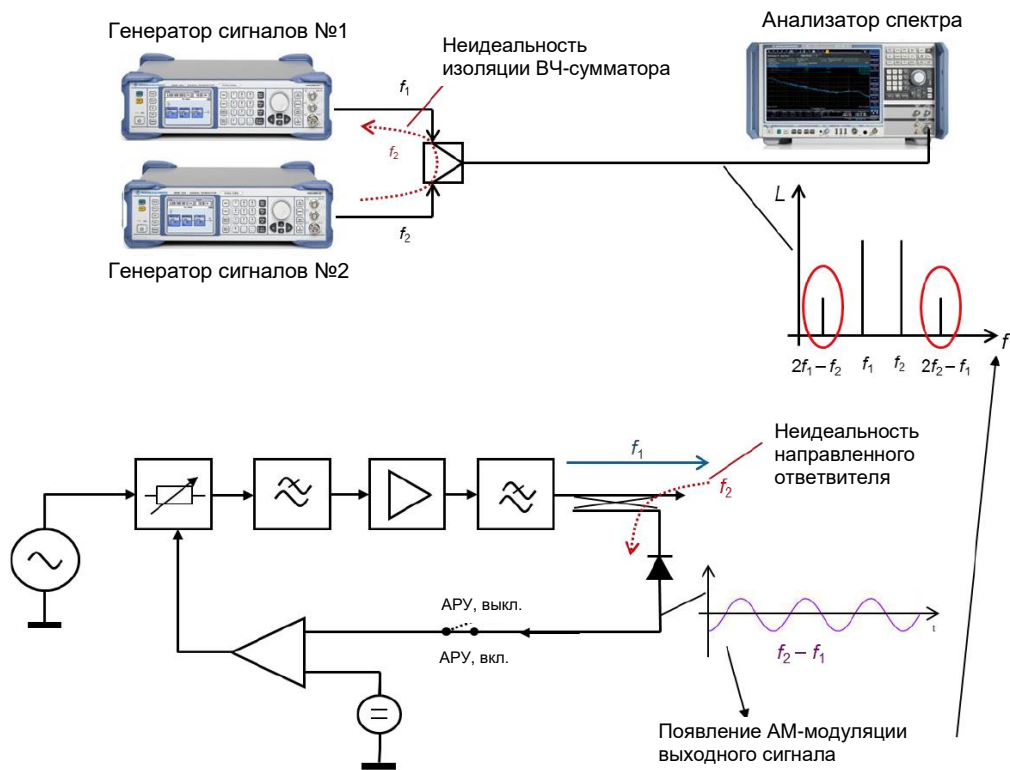 Генератор сигналов №1
Анализатор спектра
Неидеальность
изоляции ВЧ-сумматора
f1
f2
f2
Генератор сигналов №2
L
f
2f1 – f2
f1
f2
2f2 – f1
Неидеальность
направленного
ответвителя
f1
f2
АРУ, выкл.
АРУ, вкл.
f2 – f1
Появление АМ-модуляции
выходного сигнала